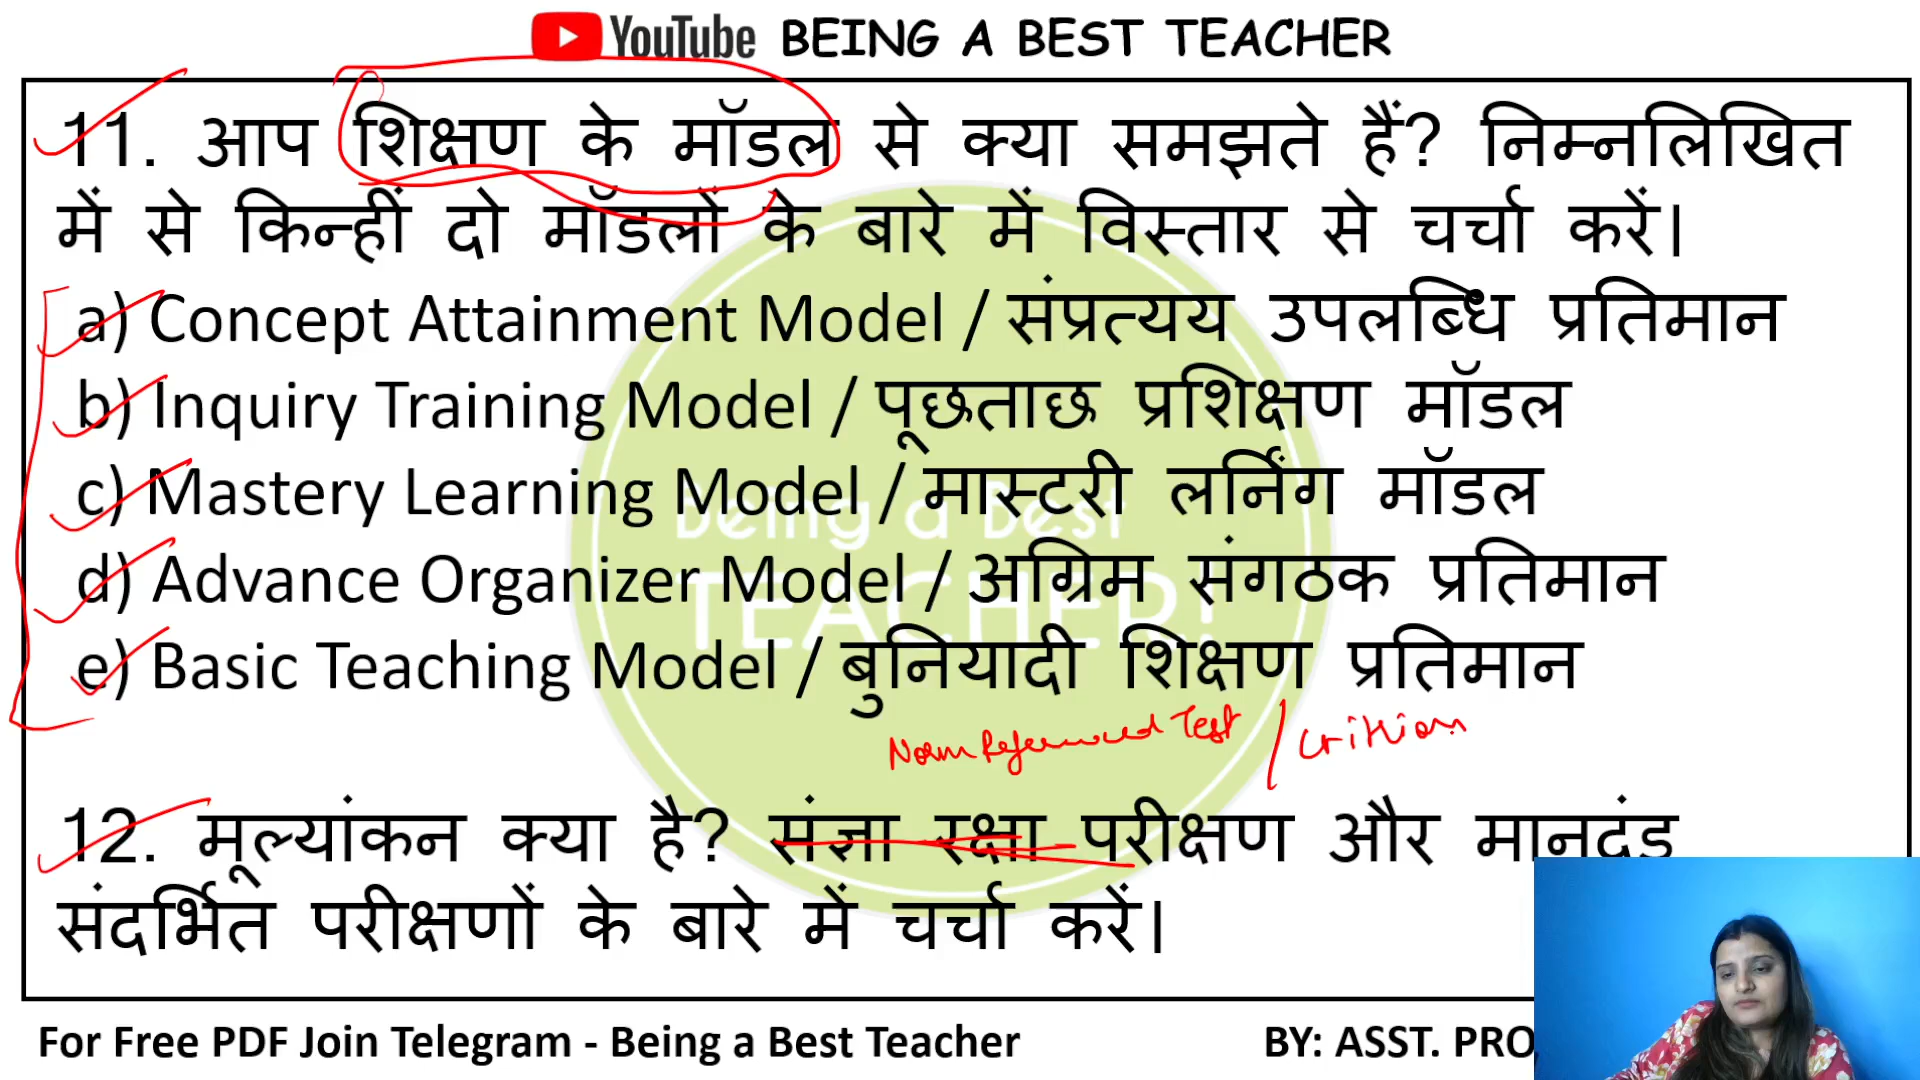 YouTube BEING A BEST TEACHER
11. आप शिक्षण के मॉडल से क्या समझते हैं? निम्नलिखित
में से किन्हीं दो मॉडलों के बारे में विस्तार से चर्चा करें।
a) Concept Attainment Model / संप्रत्यय उपलब्धि प्रतिमान
b) Inquiry Training Model / पूछताछ प्रशिक्षण मॉडल
c) Mastery Learning Model / मास्टरी लर्निंग मॉडल
d) Advance Organizer Model / अग्रिम संगठक प्रतिमान
e) Basic Teaching Model / बुनियादी शिक्षण प्रतिमान
Being a Best
TEACHER!
Norm Referenced Test /
12. मूल्यांकन क्या है? संज्ञा रक्षा परीक्षण और मानदंड
संदर्भित परीक्षणों के बारे में चर्चा करें।
For Free PDF Join Telegram - Being a Best Teacher
BY: ASST. PRO